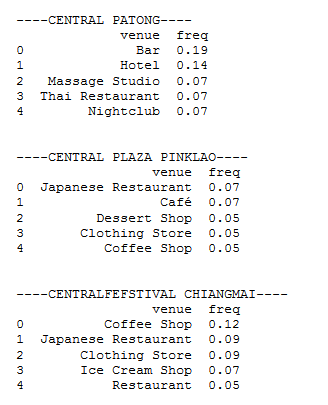 ----CENTRAL PATONG----
venue freq
0 Bar 0.19
1 Hotel 0.14
2 Massage Studio 0.07
3 Thai Restaurant 0.07
4 Nightclub 0.07
----CENTRAL PLAZA PINKLAO----
venue freq
0 Japanese Restaurant 0.07
1 Café 0.07
2 Dessert Shop 0.05
3 Clothing Store 0.05
4 Coffee Shop 0.05
----CENTRALFEFSTIVAL CHIANGMAI----
venue freq
0 Coffee Shop 0.12
1 Japanese Restaurant 0.09
2 Clothing Store 0.09
3 Ice Cream Shop 0.07
4 Restaurant 0.05